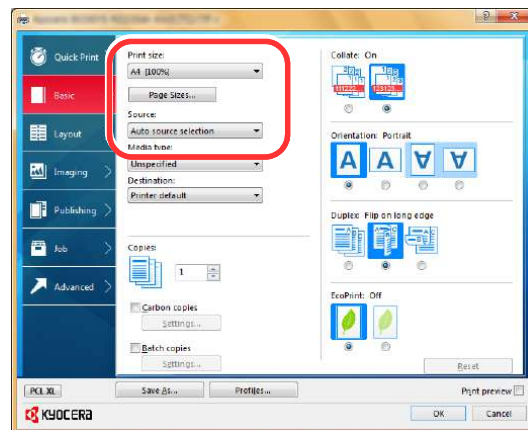 Quick Print
Basic
Layout
Imaging
Publishing
Job
Advanced
Print size:
A4 [100%]
Page Sizes...
Source:
Auto source selection
Media type:
Unspecified
Destination:
Printer default
Copies:
1
Carbon copies
Settings...
Batch copies
Settings...
Collate: On
Orientation: Portrait
A A A A
Duplex: Flip on long edge
EcoPrint: Off
Reset
PCL XL
Save As...
Profiles...
Print preview
KYOCERA
OK
Cancel